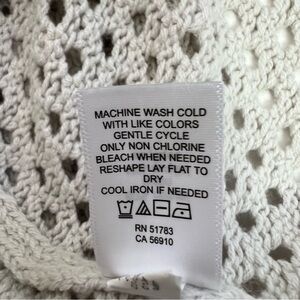 MACHINE WASH COLD
WITH LIKE COLORS
GENTLE CYCLE
ONLY NON CHLORINE
BLEACH WHEN NEEDED
RESHAPE LAY FLAT TO
DRY
COOL IRON IF NEEDED
RN 51783
CA 56910